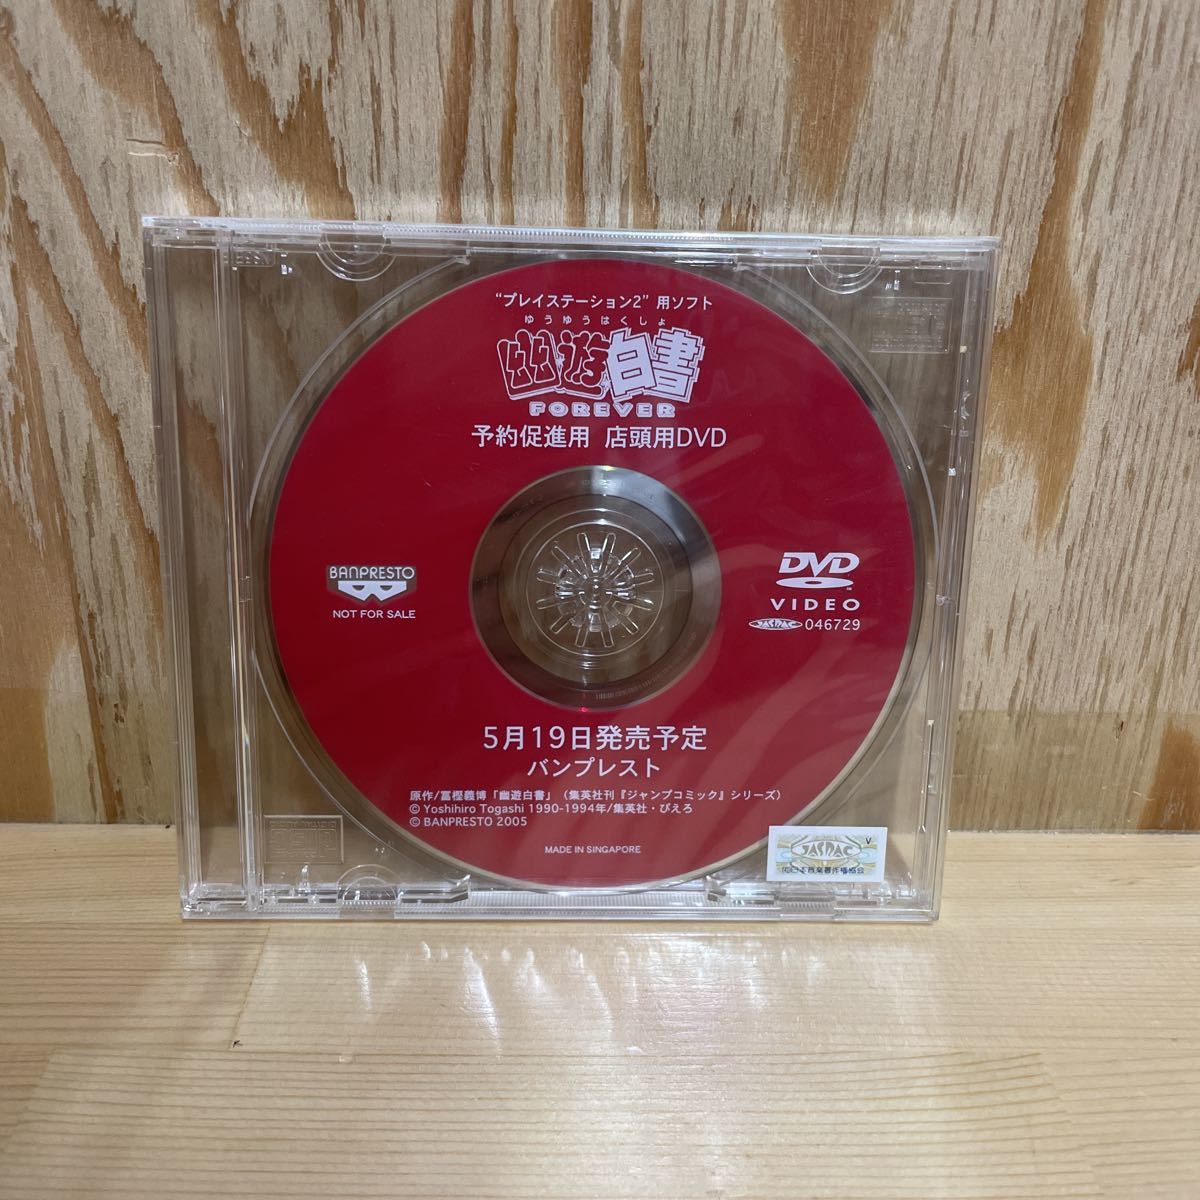 “プレイステーション2”用ソフト
ゆうゆうはくしょ
幽☆遊☆白書
FOREVER
予約促進用 店頭用DVD
BANPRESTO
NOT FOR SALE
DVD
VIDEO
JASRAC 046729
5月19日発売予定
バンプレスト
原作/冨樫義博「幽遊白書」(集英社刊『ジャンプコミック』シリーズ)
© Yoshihiro Togashi 1990-1994年/集英社・ぴえろ
© BANPRESTO 2005
MADE IN SINGAPORE
V
JASRAC